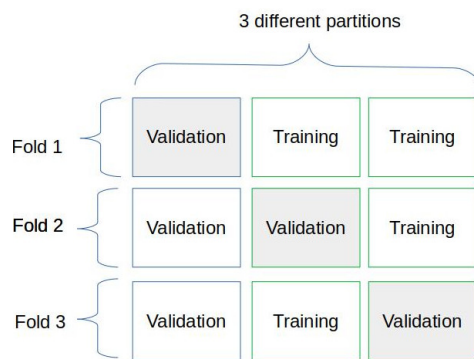 3 different partitions
Fold 1
Validation
Training
Training
Fold 2
Validation
Validation
Training
Fold 3
Validation
Training
Validation